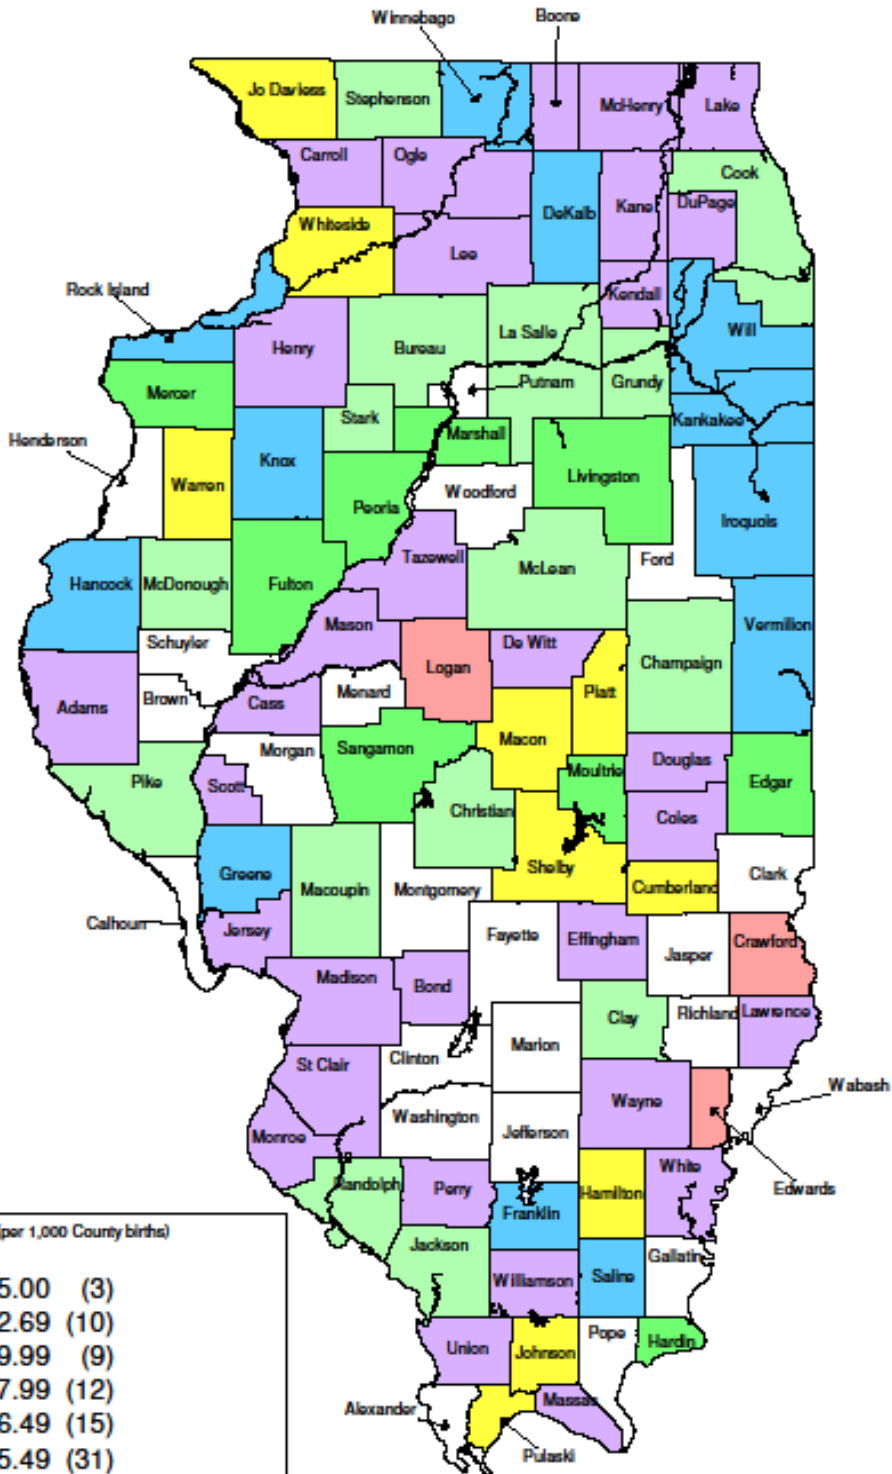 Winnebago
Boone
Jo Daviess
Stephenson
McHenry
Lake
Carroll
Ogle
Cook
DeKalb
Kane
DuPage
Whiteside
Lee
Rock Island
Kendall
Will
Henry
Bureau
La Salle
Mercer
Putnam
Grundy
Stark
Kankakee
Henderson
Marshall
Knox
Warren
Livingston
Woodford
Peoria
Iroquois
Tazewell
Ford
McLean
Hancock
McDonough
Fulton
Mason
Vermilion
Schuyler
De Witt
Logan
Champaign
Menard
Piatt
Brown
Cass
Adams
Macon
Morgan
Sangamon
Douglas
Moultrie
Pike
Scott
Edgar
Christian
Coles
Shelby
Greene
Clark
Macoupin
Montgomery
Cumberland
Calhoun
Jersey
Fayette
Effingham
Crawford
Jasper
Madison
Bond
Clay
Richland
Lawrence
Marion
Clinton
St Clair
Wabash
Wayne
Washington
Jefferson
Monroe
White
Randolph
Perry
Hamilton
Edwards
Franklin
Jackson
Gallatin
Williamson
Saline
Pope
Hardin
Union
Johnson
Massac
Alexander
Pulaski
(per 1,000 County births)
5.00 (3)
2.69 (10)
9.99 (9)
7.99 (12)
6.49 (15)
5.49 (31)